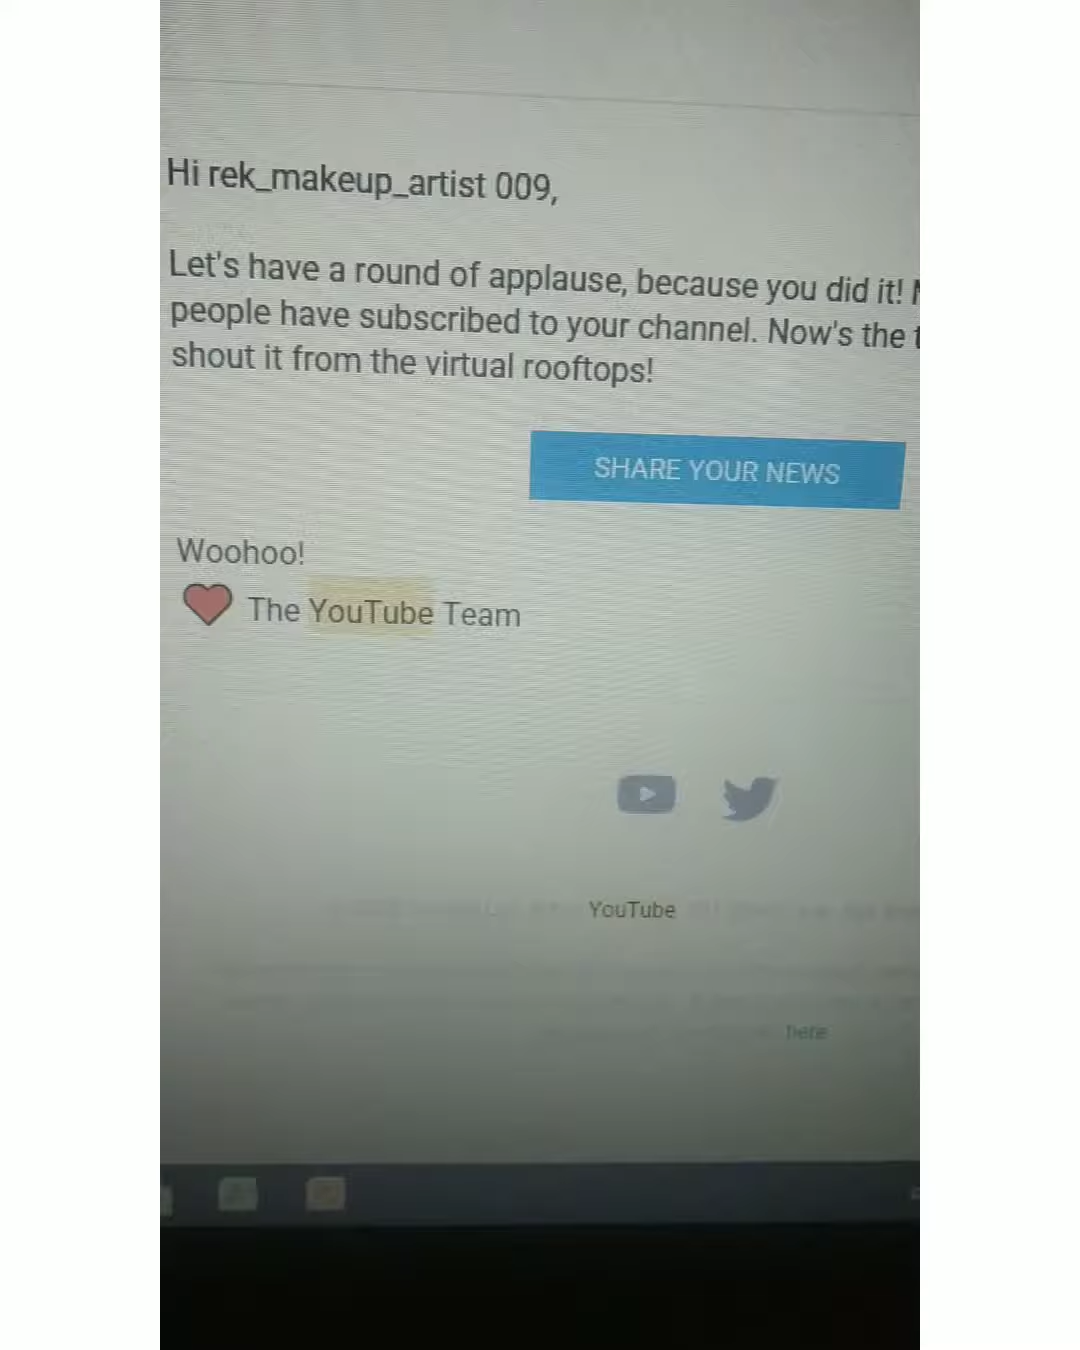 Hi rek_makeup_artist 009,
Let's have a round of applause, because you did it!
people have subscribed to your channel. Now's the
shout it from the virtual rooftops!
SHARE YOUR NEWS
Woohoo!
The YouTube Team
YouTube
here